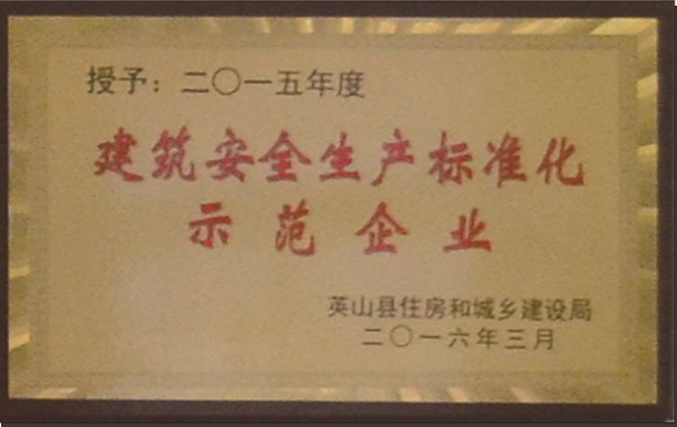 授予：二〇一五年度
建筑安全生产标准化
示范企业
英山县住房和城乡建设局
二〇一六年三月